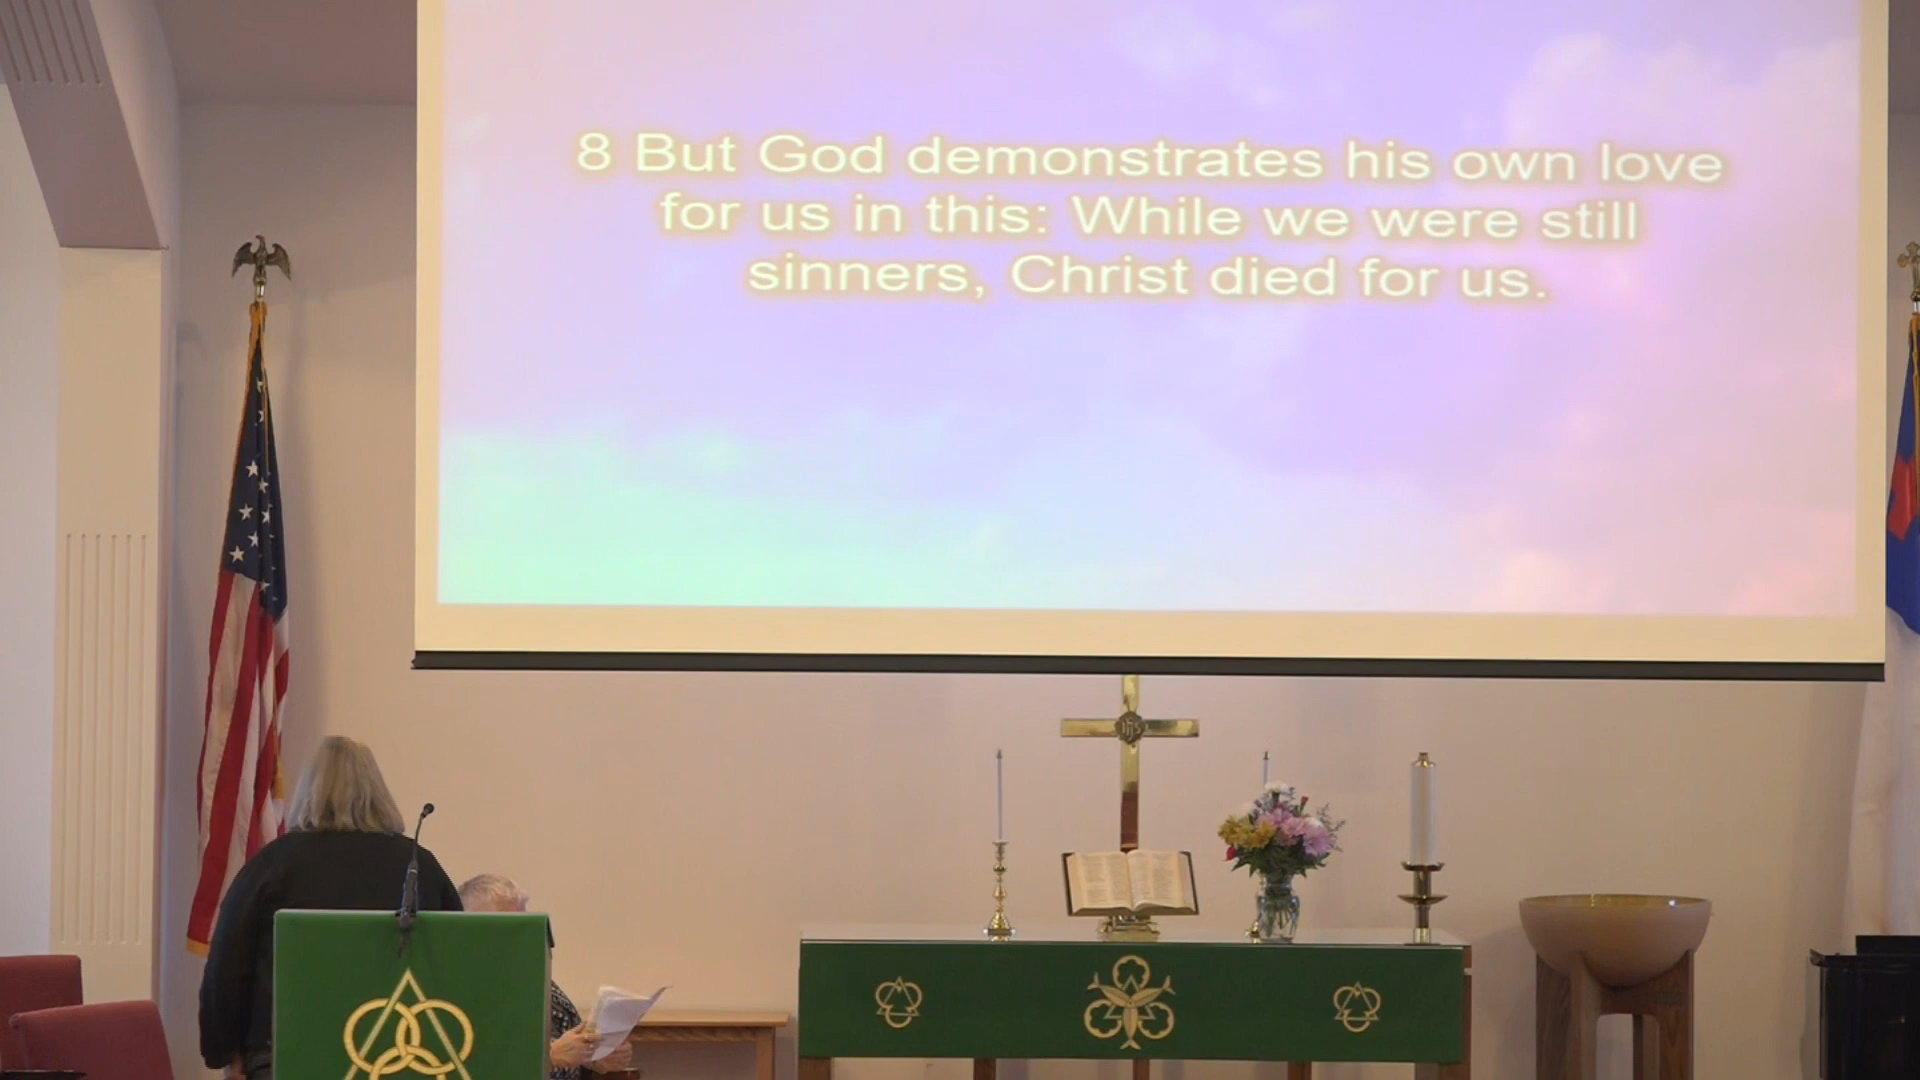 8 But God demonstrates his own love
for us in this: While we were still
sinners, Christ died for us.
IHS